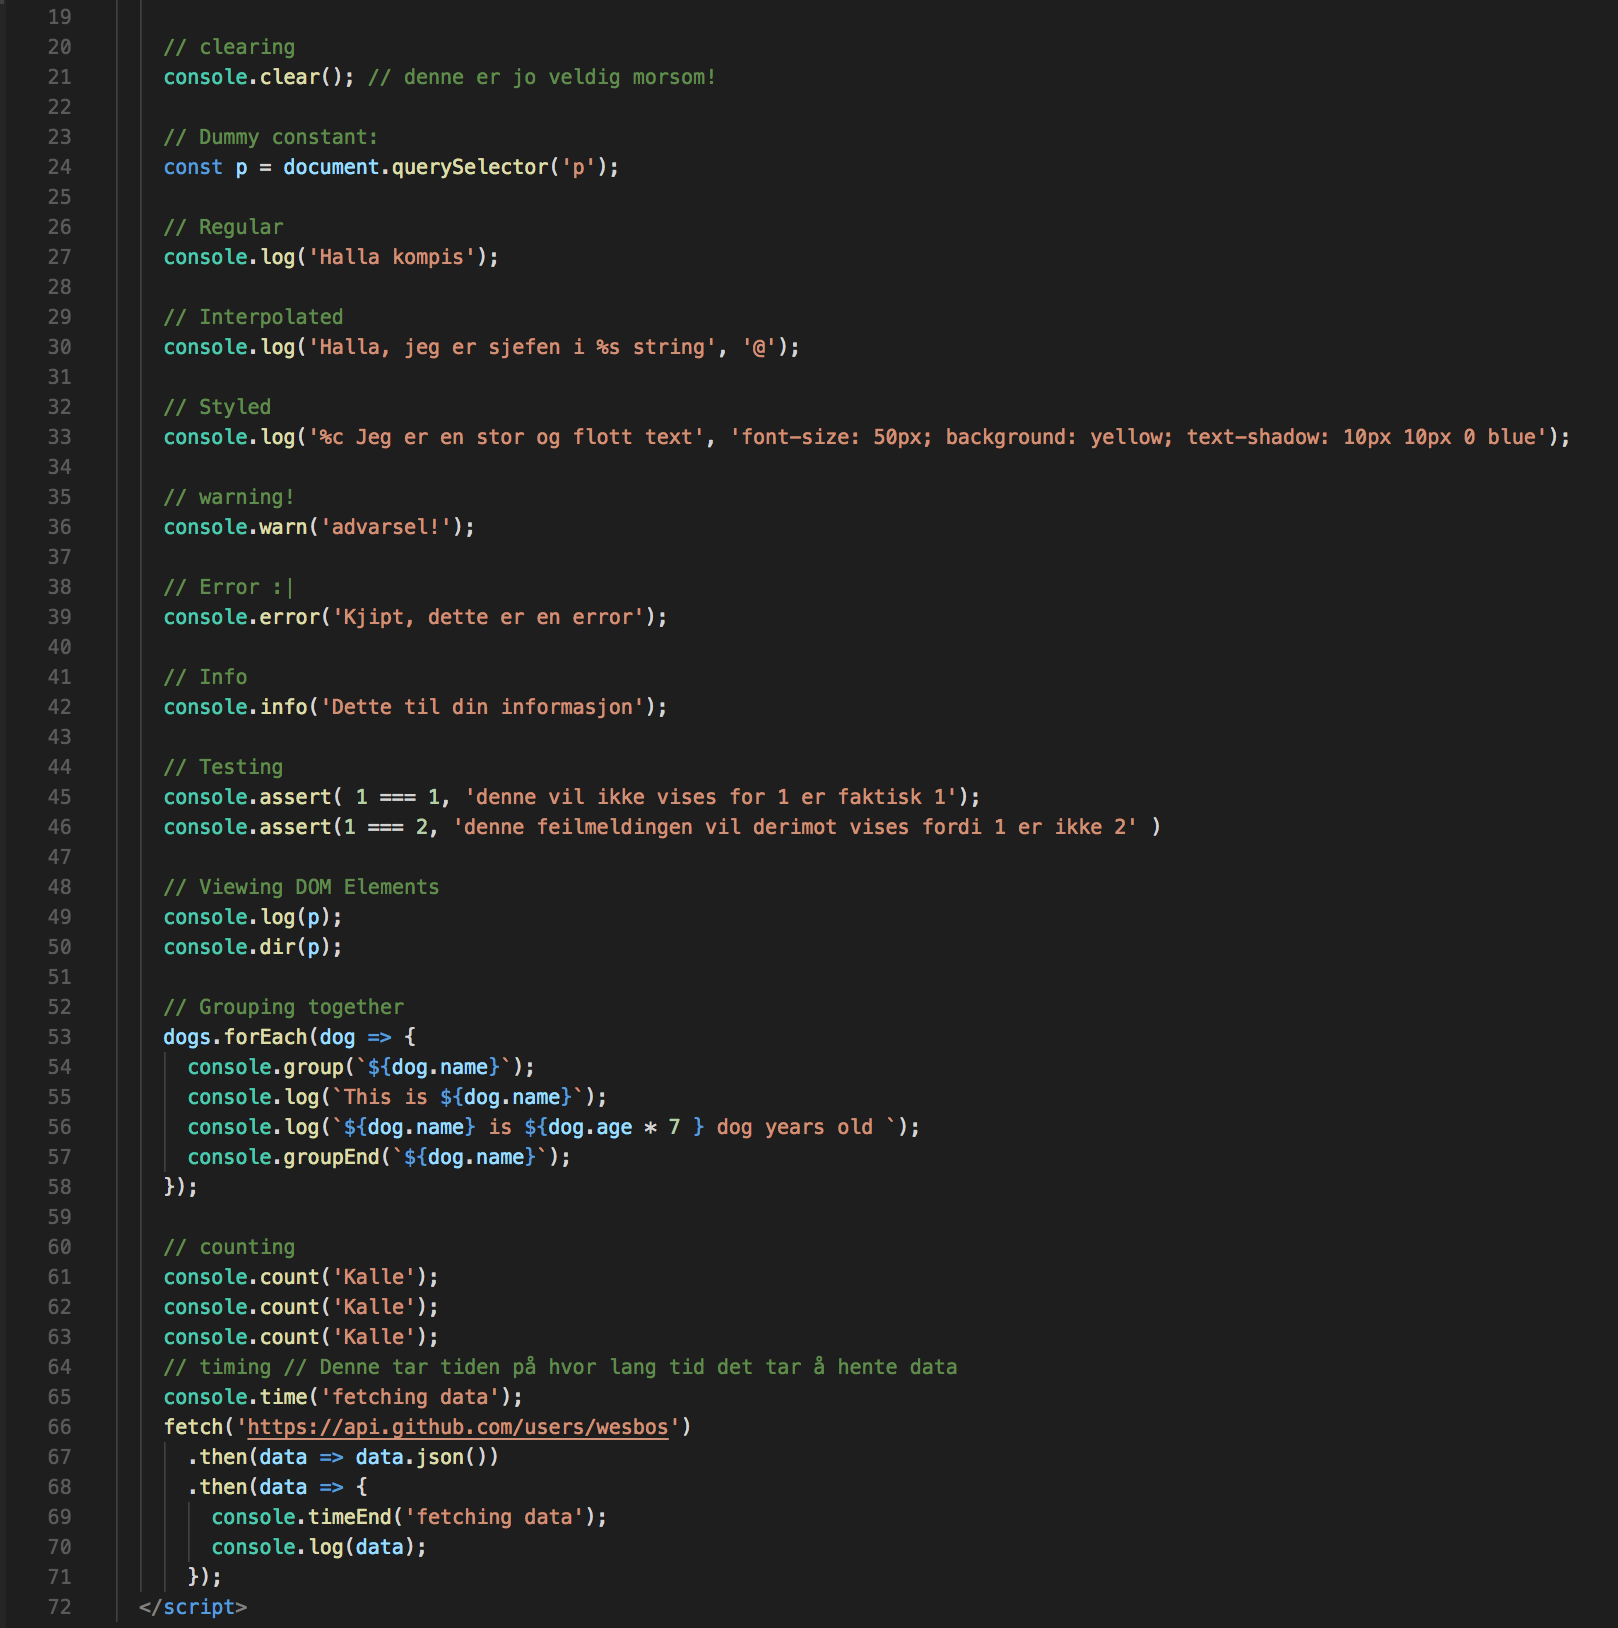 19
20 // clearing
21 console.clear(); // denne er jo veldig morsom!
22
23 // Dummy constant:
24 const p = document.querySelector('p');
25
26 // Regular
27 console.log('Halla kompis');
28
29 // Interpolated
30 console.log('Halla, jeg er sjefen i %s string', '@');
31
32 // Styled
33 console.log('%c Jeg er en stor og flott text', 'font-size: 50px; background: yellow; text-shadow: 10px 10px 0 blue');
34
35 // warning!
36 console.warn('advarsel!');
37
38 // Error :|
39 console.error('Kjipt, dette er en error');
40
41 // Info
42 console.info('Dette til din informasjon');
43
44 // Testing
45 console.assert( 1 === 1, 'denne vil ikke vises for 1 er faktisk 1');
46 console.assert(1 === 2, 'denne feilmeldingen vil derimot vises fordi 1 er ikke 2' )
47
48 // Viewing DOM Elements
49 console.log(p);
50 console.dir(p);
51
52 // Grouping together
53 dogs.forEach(dog => {
54 console.group(`${dog.name}`);
55 console.log(`This is ${dog.name}`);
56 console.log(`${dog.name} is ${dog.age * 7 } dog years old `);
57 console.groupEnd(`${dog.name}`);
58 });
59
60 // counting
61 console.count('Kalle');
62 console.count('Kalle');
63 console.count('Kalle');
64 // timing // Denne tar tiden på hvor lang tid det tar å hente data
65 console.time('fetching data');
66 fetch('https://api.github.com/users/wesbos')
67 .then(data => data.json())
68 .then(data => {
69 console.timeEnd('fetching data');
70 console.log(data);
71 });
72 </script>